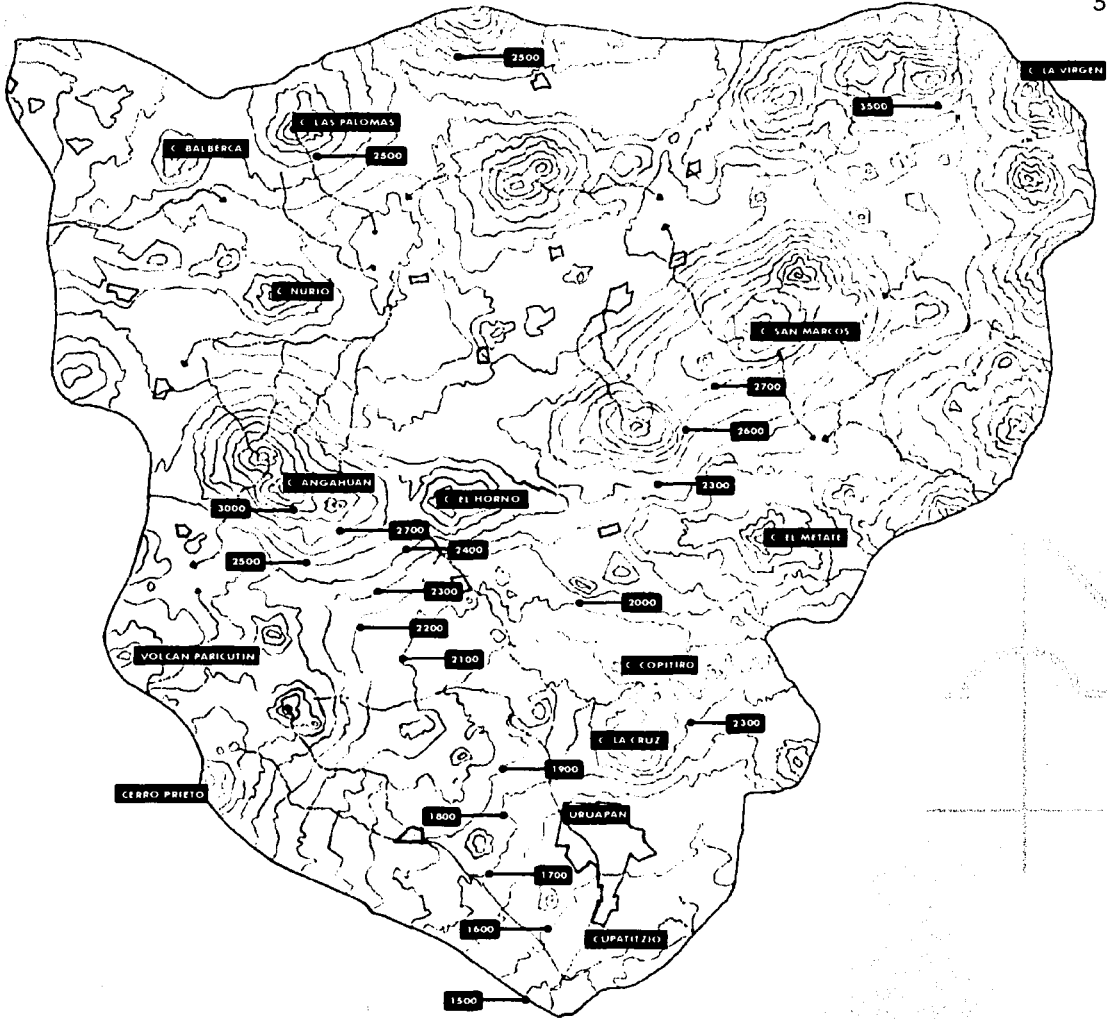 5
2500
C. LA VIRGEN
3500
C. LAS PALOMAS
C. BALBERCA
2500
C. NURIO
C. SAN MARCOS
2700
2600
C. ANGAHUAN
2300
C. EL HORNO
3000
2700
C. EL METATE
2400
2500
2300
2000
2200
VOLCAN PARICUTIN
2100
C. COPITIRO
2300
C. LA CRUZ
1900
CERRO PRIETO
1800
URUAPAN
1700
1600
CUPATITZIO
1500